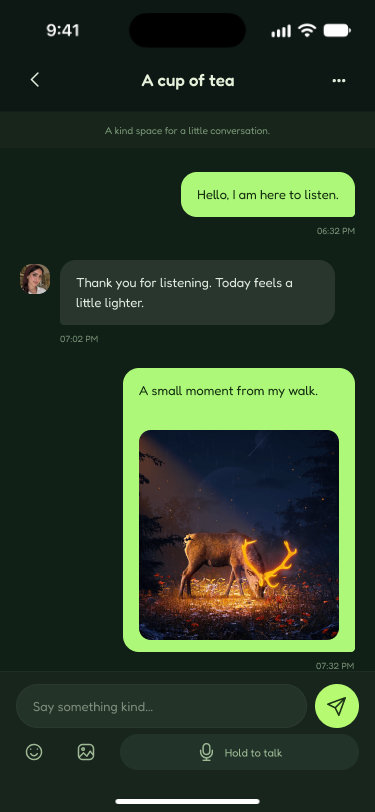 9:41
A cup of tea
A kind space for a little conversation.
Hello, I am here to listen.
06:32 PM
Thank you for listening. Today feels a
little lighter.
07:02 PM
A small moment from my walk.
07:32 PM
Say something kind...
Hold to talk